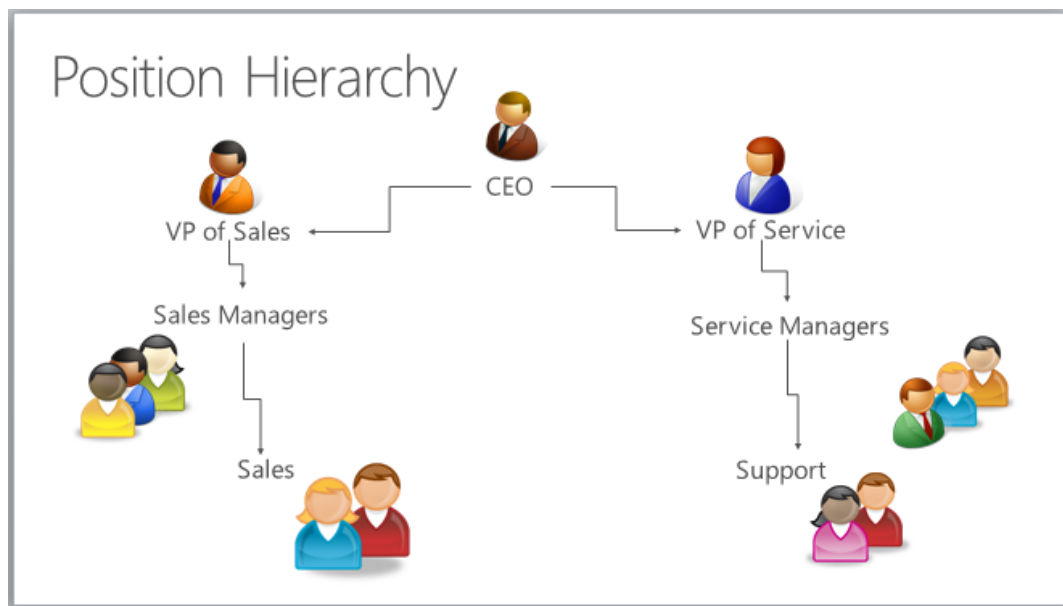 Position Hierarchy
CEO
VP of Sales
VP of Service
Sales Managers
Service Managers
Sales
Support